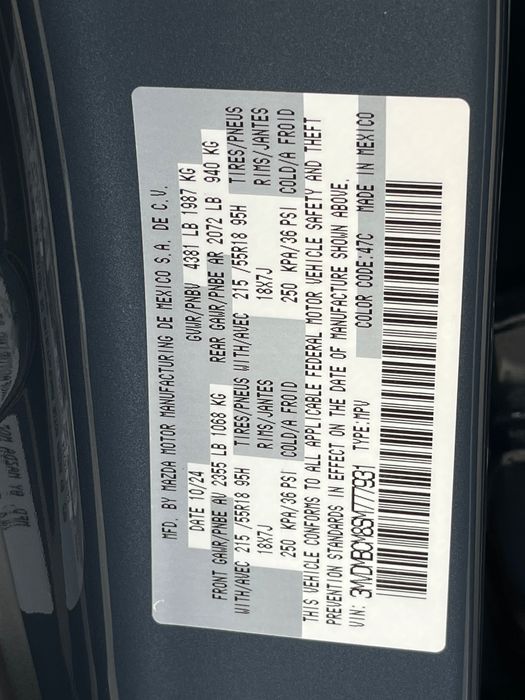 MFD. BY MAZDA MOTOR MANUFACTURING DE MEXICO S.A. DE C.V.
DATE 10/24 GVWR/PNBV 4381 LB 1987 KG
FRONT GAWR/PNBE AV 2355 LB 1068 KG REAR GAWR/PNBE AR 2072 LB 940 KG
WITH/AVEC 215 /55R18 95H TIRES/PNEUS WITH/AVEC 215 /55R18 95H TIRES/PNEUS
18X7J RIMS/JANTES 18X7J RIMS/JANTES
250 KPA/36 PSI COLD/A FROID 250 KPA/36 PSI COLD/A FROID
THIS VEHICLE CONFORMS TO ALL APPLICABLE FEDERAL MOTOR VEHICLE SAFETY AND THEFT
PREVENTION STANDARDS IN EFFECT ON THE DATE OF MANUFACTURE SHOWN ABOVE.
VIN: 3MVDMBCM8SM777931 TYPE:MPV COLOR CODE:47C MADE IN MEXICO